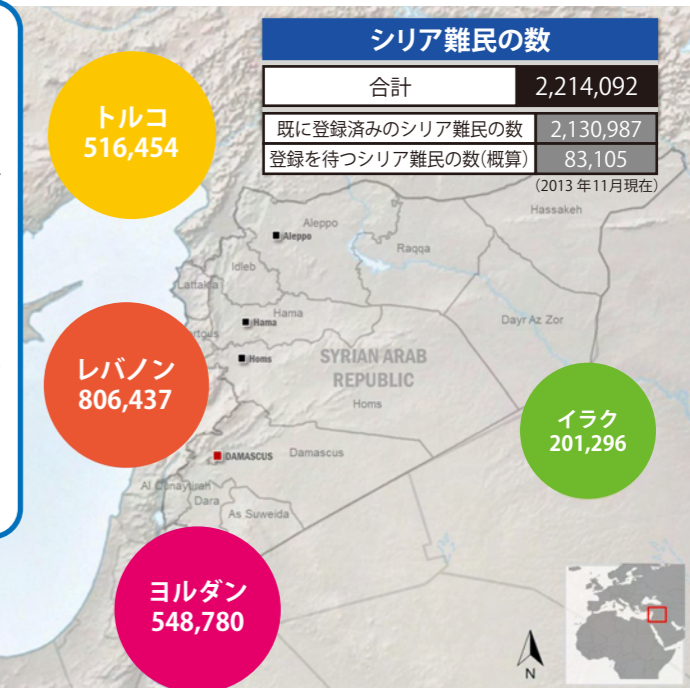 シリア難民の数
合計 2,214,092
既に登録済みのシリア難民の数 2,130,987
登録を待つシリア難民の数(概算) 83,105
(2013 年11月現在)
トルコ
516,454
Hassakeh
Aleppo
Aleppo
Raqqa
Idleb
Lattakia
Hama
Hama
Dayr Az Zor
rtous
レバノン
806,437
Homs
SYRIAN ARAB
REPUBLIC
Homs
イラク
201,296
DAMASCUS
Damascus
Al Qunaytirah
Dara
As Suweida
ヨルダン
548,780
N